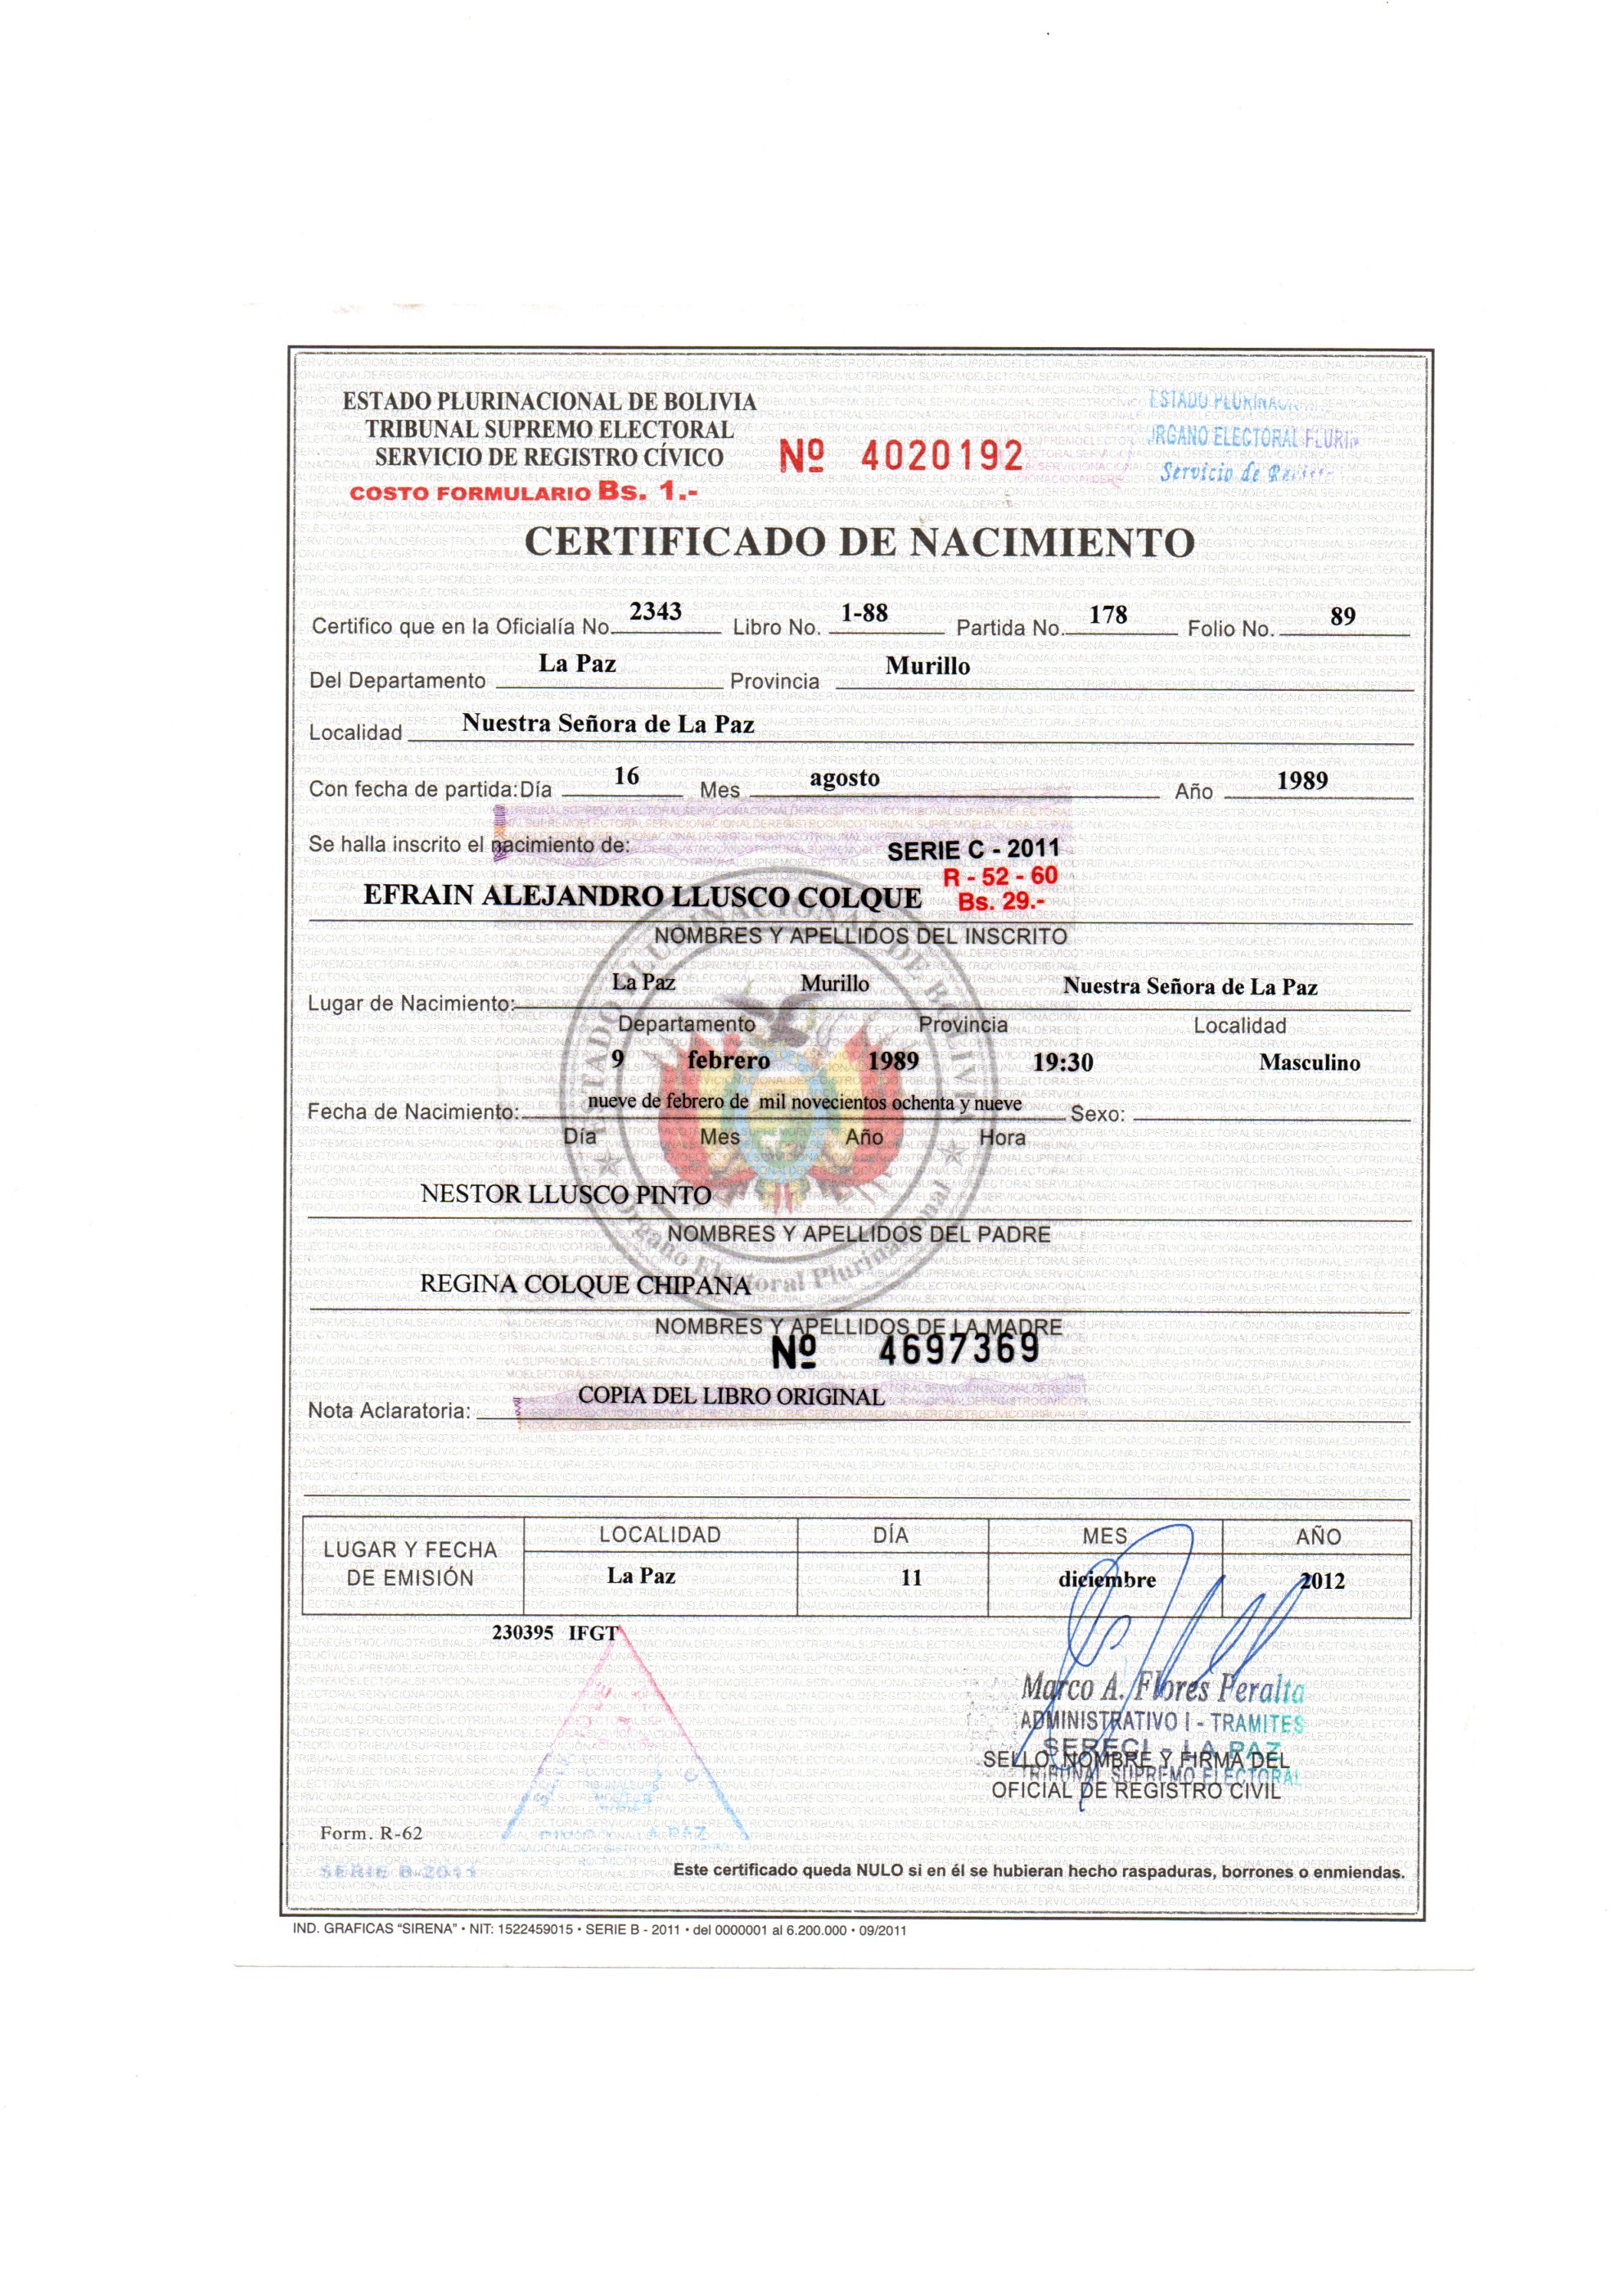 ESTADO PLURINACIONAL DE BOLIVIA
TRIBUNAL SUPREMO ELECTORAL
SERVICIO DE REGISTRO CÍVICO
COSTO FORMULARIO Bs. 1.-
Nº 4020192
ESTADO
ORGANO ELECTORAL
Servicio de
CERTIFICADO DE NACIMIENTO
Certifico que en la Oficialía No. 2343 Libro No. 1-88 Partida No. 178 Folio No. 89
Del Departamento La Paz Provincia Murillo
Localidad Nuestra Señora de La Paz
Con fecha de partida: Día 16 Mes agosto Año 1989
Se halla inscrito el nacimiento de:
SERIE C - 2011
R - 52 - 60
Bs. 29.-
EFRAIN ALEJANDRO LLUSCO COLQUE
NOMBRES Y APELLIDOS DEL INSCRITO
Lugar de Nacimiento: La Paz Murillo Nuestra Señora de La Paz
Departamento Provincia Localidad
9 febrero 1989 19:30 Masculino
Fecha de Nacimiento: nueve de febrero de mil novecientos ochenta y nueve Sexo:
Día Mes Año Hora
NESTOR LLUSCO PINTO
NOMBRES Y APELLIDOS DEL PADRE
REGINA COLQUE CHIPANA
NOMBRES Y APELLIDOS DE LA MADRE
Nº 4697369
Nota Aclaratoria: COPIA DEL LIBRO ORIGINAL
ESTADO PLURINACIONAL DE BOLIVIA
Organo Electoral Plurinacional
LUGAR Y FECHA DE EMISIÓN
LOCALIDAD DÍA MES AÑO
La Paz 11 diciembre 2012
230395 IFGT
Marco A. Flores Peralta
ADMINISTRATIVO I - TRAMITES
SERECI - LA PAZ
TRIBUNAL SUPREMO ELECTORAL
SELLO, NOMBRE Y FIRMA DEL
OFICIAL DE REGISTRO CIVIL
Form. R-62
SERIE B-2011
Este certificado queda NULO si en él se hubieran hecho raspaduras, borrones o enmiendas.
IND. GRAFICAS "SIRENA" • NIT: 1522459015 • SERIE B - 2011 • del 0000001 al 6.200.000 • 09/2011